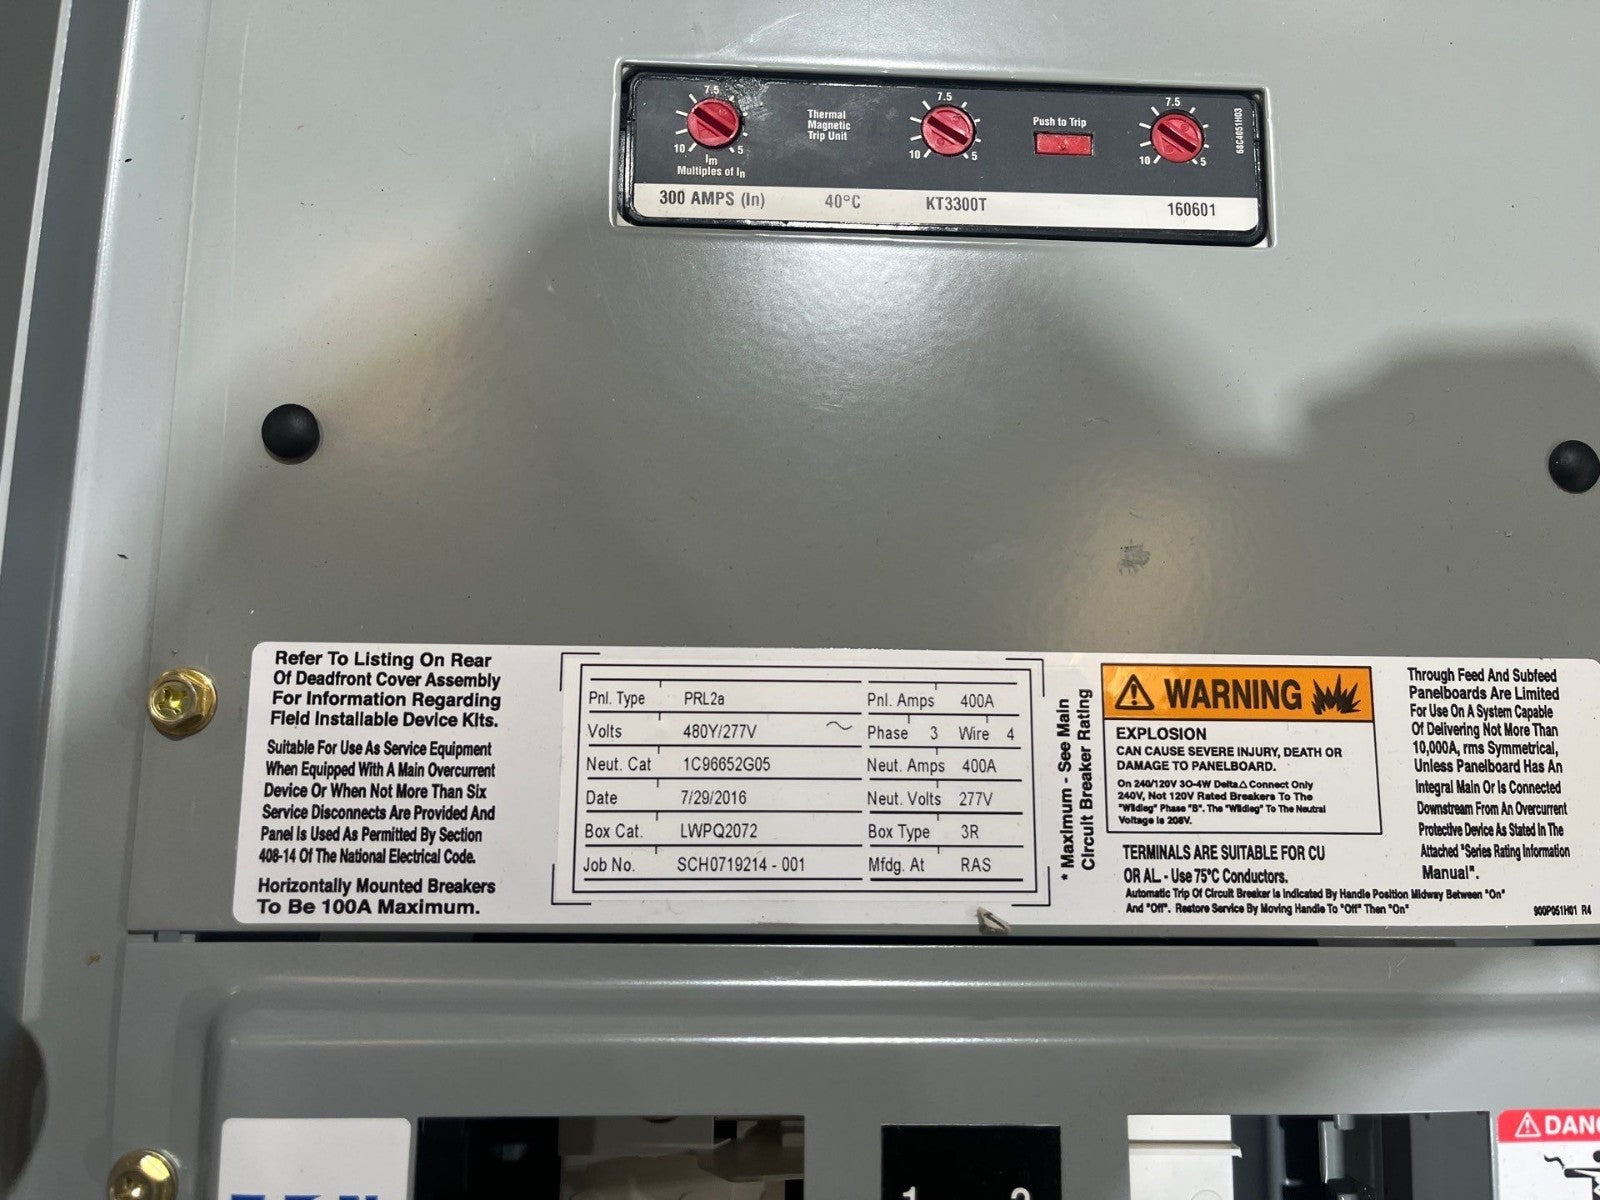 7.5
10
5
Im
Multiples of In
Thermal
Magnetic
Trip Unit
7.5
10
5
Push to Trip
7.5
10
5
68C4051H03
300 AMPS (In) 40°C KT3300T 160601
Refer To Listing On Rear
Of Deadfront Cover Assembly
For Information Regarding
Field Installable Device Kits.
Suitable For Use As Service Equipment
When Equipped With A Main Overcurrent
Device Or When Not More Than Six
Service Disconnects Are Provided And
Panel Is Used As Permitted By Section
408-14 Of The National Electrical Code.
Horizontally Mounted Breakers
To Be 100A Maximum.
Pnl. Type PRL2a Pnl. Amps 400A
Volts 480Y/277V ~ Phase 3 Wire 4
Neut. Cat 1C96652G05 Neut. Amps 400A
Date 7/29/2016 Neut. Volts 277V
Box Cat. LWPQ2072 Box Type 3R
Job No. SCH0719214 - 001 Mfdg. At RAS
* Maximum - See Main
Circuit Breaker Rating
WARNING
EXPLOSION
CAN CAUSE SEVERE INJURY, DEATH OR
DAMAGE TO PANELBOARD.
On 240/120V 3O-4W Delta△ Connect Only
240V, Not 120V Rated Breakers To The
"Wildleg" Phase "B". The "Wildleg" To The Neutral
Voltage is 208V.
TERMINALS ARE SUITABLE FOR CU
OR AL - Use 75°C Conductors.
Automatic Trip Of Circuit Breaker Is Indicated By Handle Position Midway Between "On"
And "Off". Restore Service By Moving Handle To "Off" Then "On"
Through Feed And Subfeed
Panelboards Are Limited
For Use On A System Capable
Of Delivering Not More Than
10,000A, rms Symmetrical,
Unless Panelboard Has An
Integral Main Or Is Connected
Downstream From An Overcurrent
Protective Device As Stated In The
Attached "Series Rating Information
Manual".
900P051H01 R4
1 2
DANG